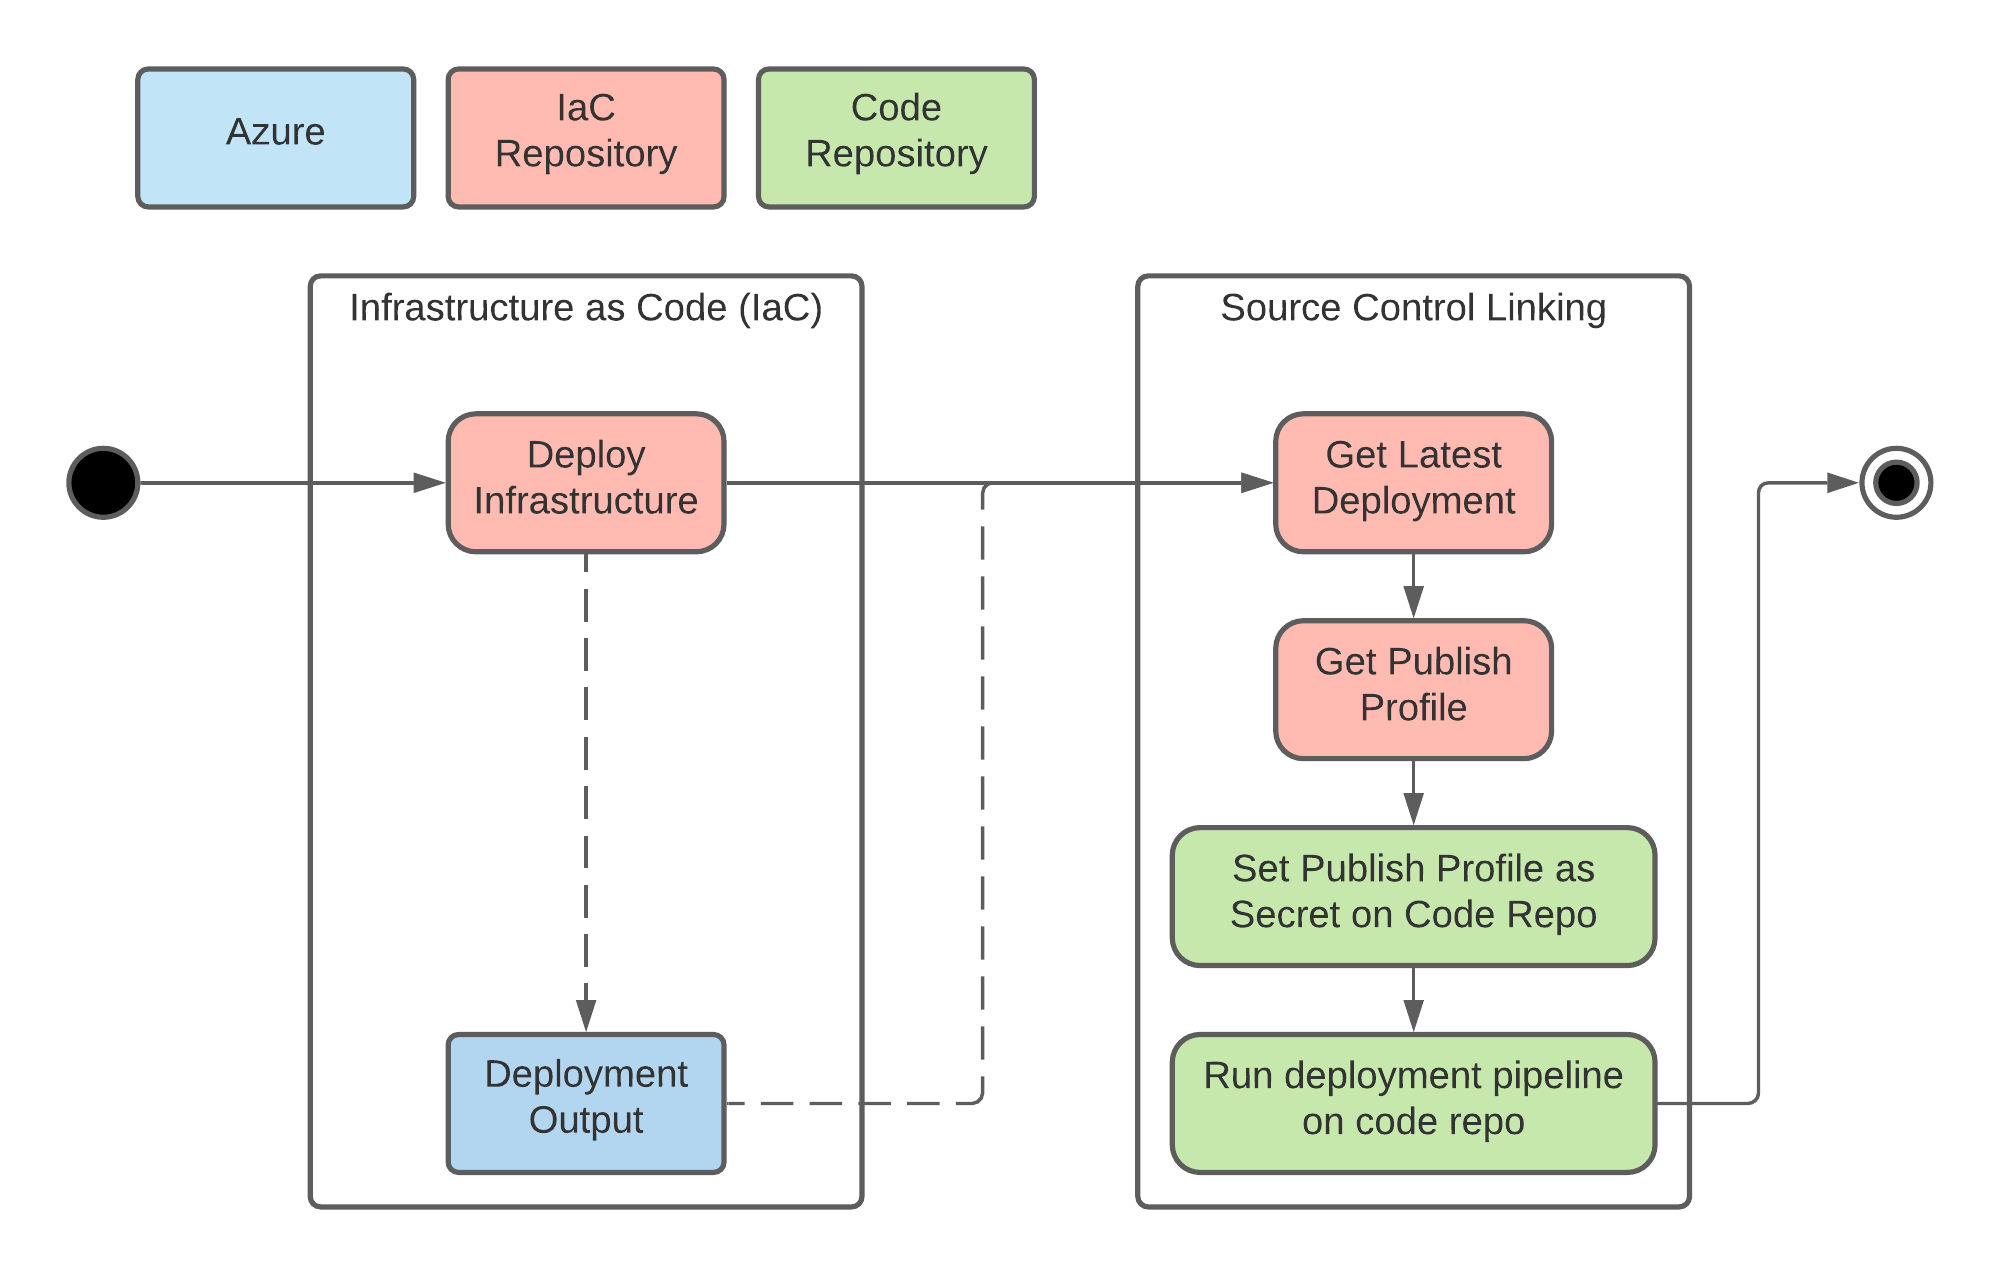 Azure
IaC
Repository
Code
Repository
Infrastructure as Code (IaC)
Deploy
Infrastructure
Deployment
Output
Source Control Linking
Get Latest
Deployment
Get Publish
Profile
Set Publish Profile as
Secret on Code Repo
Run deployment pipeline
on code repo